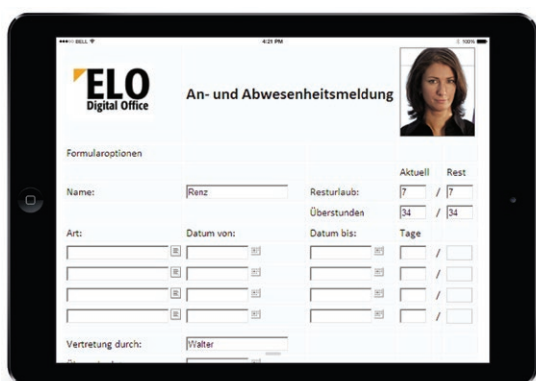 BELL 4:21 PM 100%
ELO
Digital Office
An- und Abwesenheitsmeldung
Formularoptionen
Aktuell Rest
Name: Renz Resturlaub: 7 / 7
Überstunden 34 / 34
Art: Datum von: Datum bis: Tage
/
/
/
/
Vertretung durch: Walter